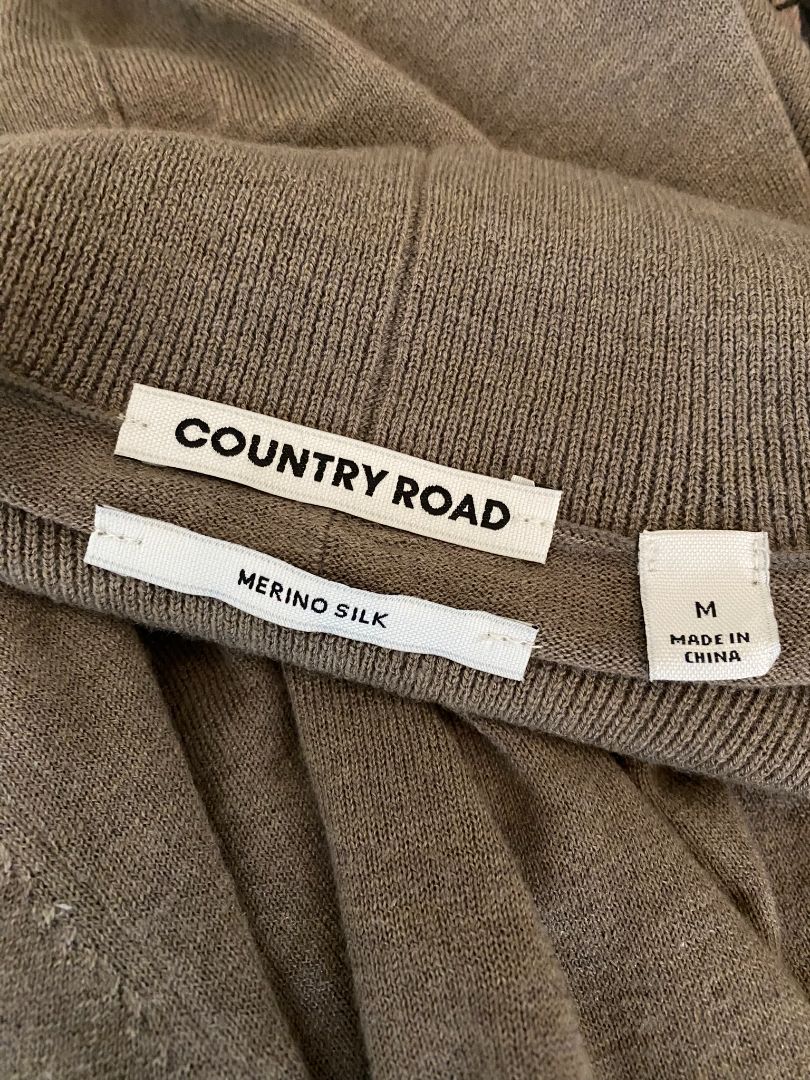 COUNTRY ROAD
MERINO SILK
M
MADE IN
CHINA